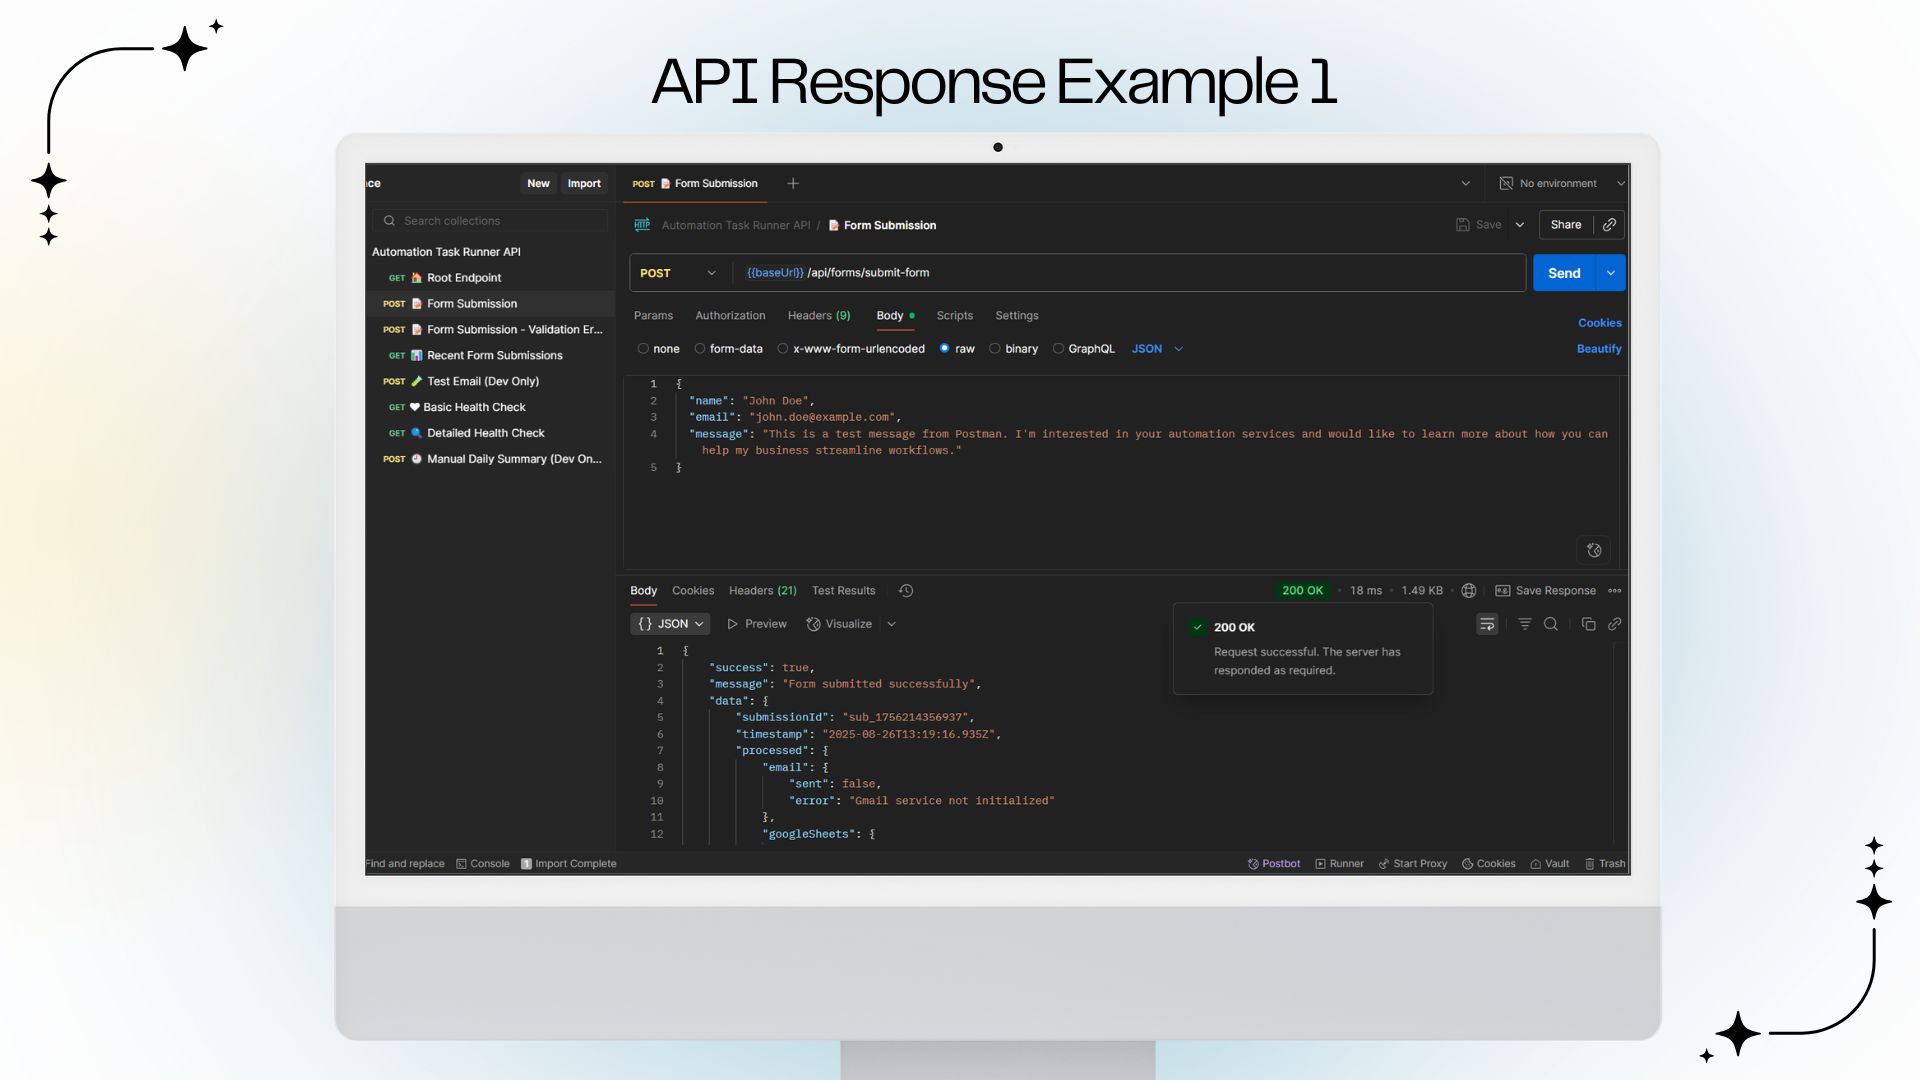 API Response Example 1
ce New Import
Search collections
Automation Task Runner API
GET Root Endpoint
POST Form Submission
POST Form Submission - Validation Er...
GET Recent Form Submissions
POST Test Email (Dev Only)
GET Basic Health Check
GET Detailed Health Check
POST Manual Daily Summary (Dev On...
POST Form Submission No environment
HTTP Automation Task Runner API / Form Submission Save Share
POST {{baseUrl}} /api/forms/submit-form Send
Params Authorization Headers (9) Body Scripts Settings Cookies
none form-data x-www-form-urlencoded raw binary GraphQL JSON Beautify
1 {
2 "name": "John Doe",
3 "email": "john.doe@example.com",
4 "message": "This is a test message from Postman. I'm interested in your automation services and would like to learn more about how you can
help my business streamline workflows."
5 }
Body Cookies Headers (21) Test Results 200 OK • 18 ms • 1.49 KB Save Response
{} JSON Preview Visualize
200 OK
Request successful. The server has
responded as required.
1 {
2 "success": true,
3 "message": "Form submitted successfully",
4 "data": {
5 "submissionId": "sub_1756214356937",
6 "timestamp": "2025-08-26T13:19:16.935Z",
7 "processed": {
8 "email": {
9 "sent": false,
10 "error": "Gmail service not initialized"
11 },
12 "googleSheets": {
Find and replace Console 1 Import Complete Postbot Runner Start Proxy Cookies Vault Trash